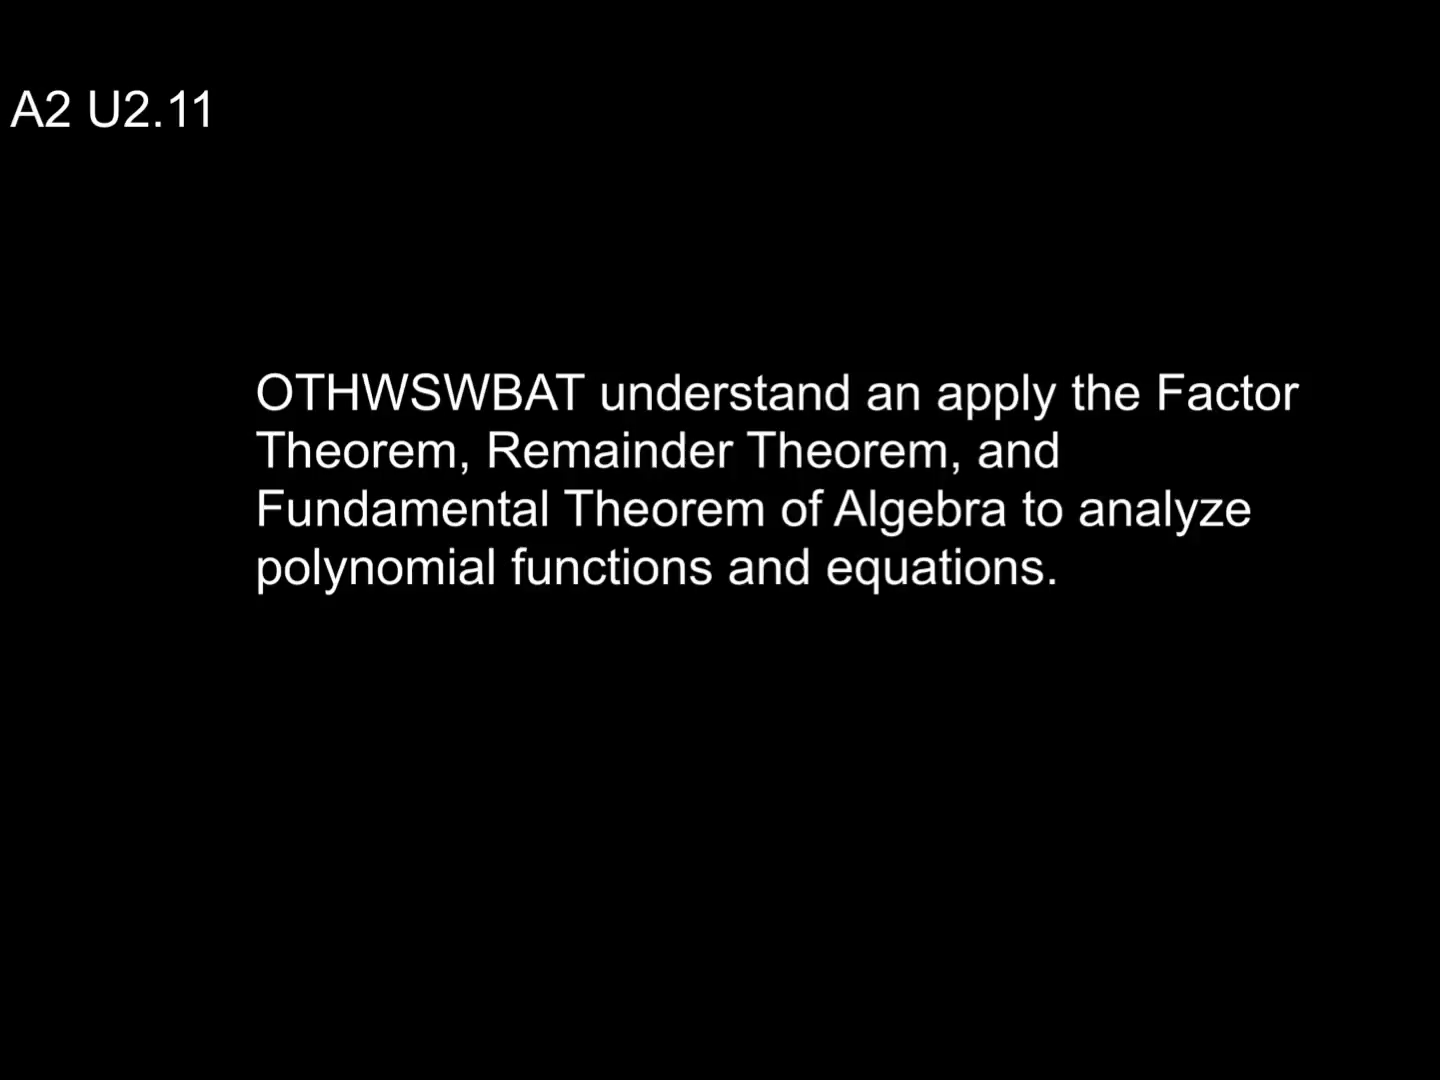 A2 U2.11
OTHWSWBAT understand an apply the Factor
Theorem, Remainder Theorem, and
Fundamental Theorem of Algebra to analyze
polynomial functions and equations.